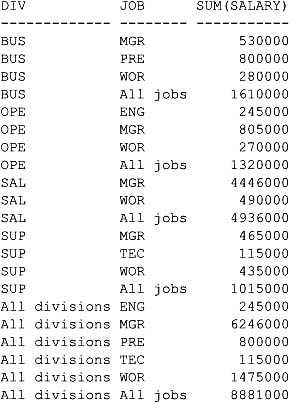 DIV JOB SUM(SALARY)
------------- -------- -----------
BUS MGR 530000
BUS PRE 800000
BUS WOR 280000
BUS All jobs 1610000
OPE ENG 245000
OPE MGR 805000
OPE WOR 270000
OPE All jobs 1320000
SAL MGR 4446000
SAL WOR 490000
SAL All jobs 4936000
SUP MGR 465000
SUP TEC 115000
SUP WOR 435000
SUP All jobs 1015000
All divisions ENG 245000
All divisions MGR 6246000
All divisions PRE 800000
All divisions TEC 115000
All divisions WOR 1475000
All divisions All jobs 8881000